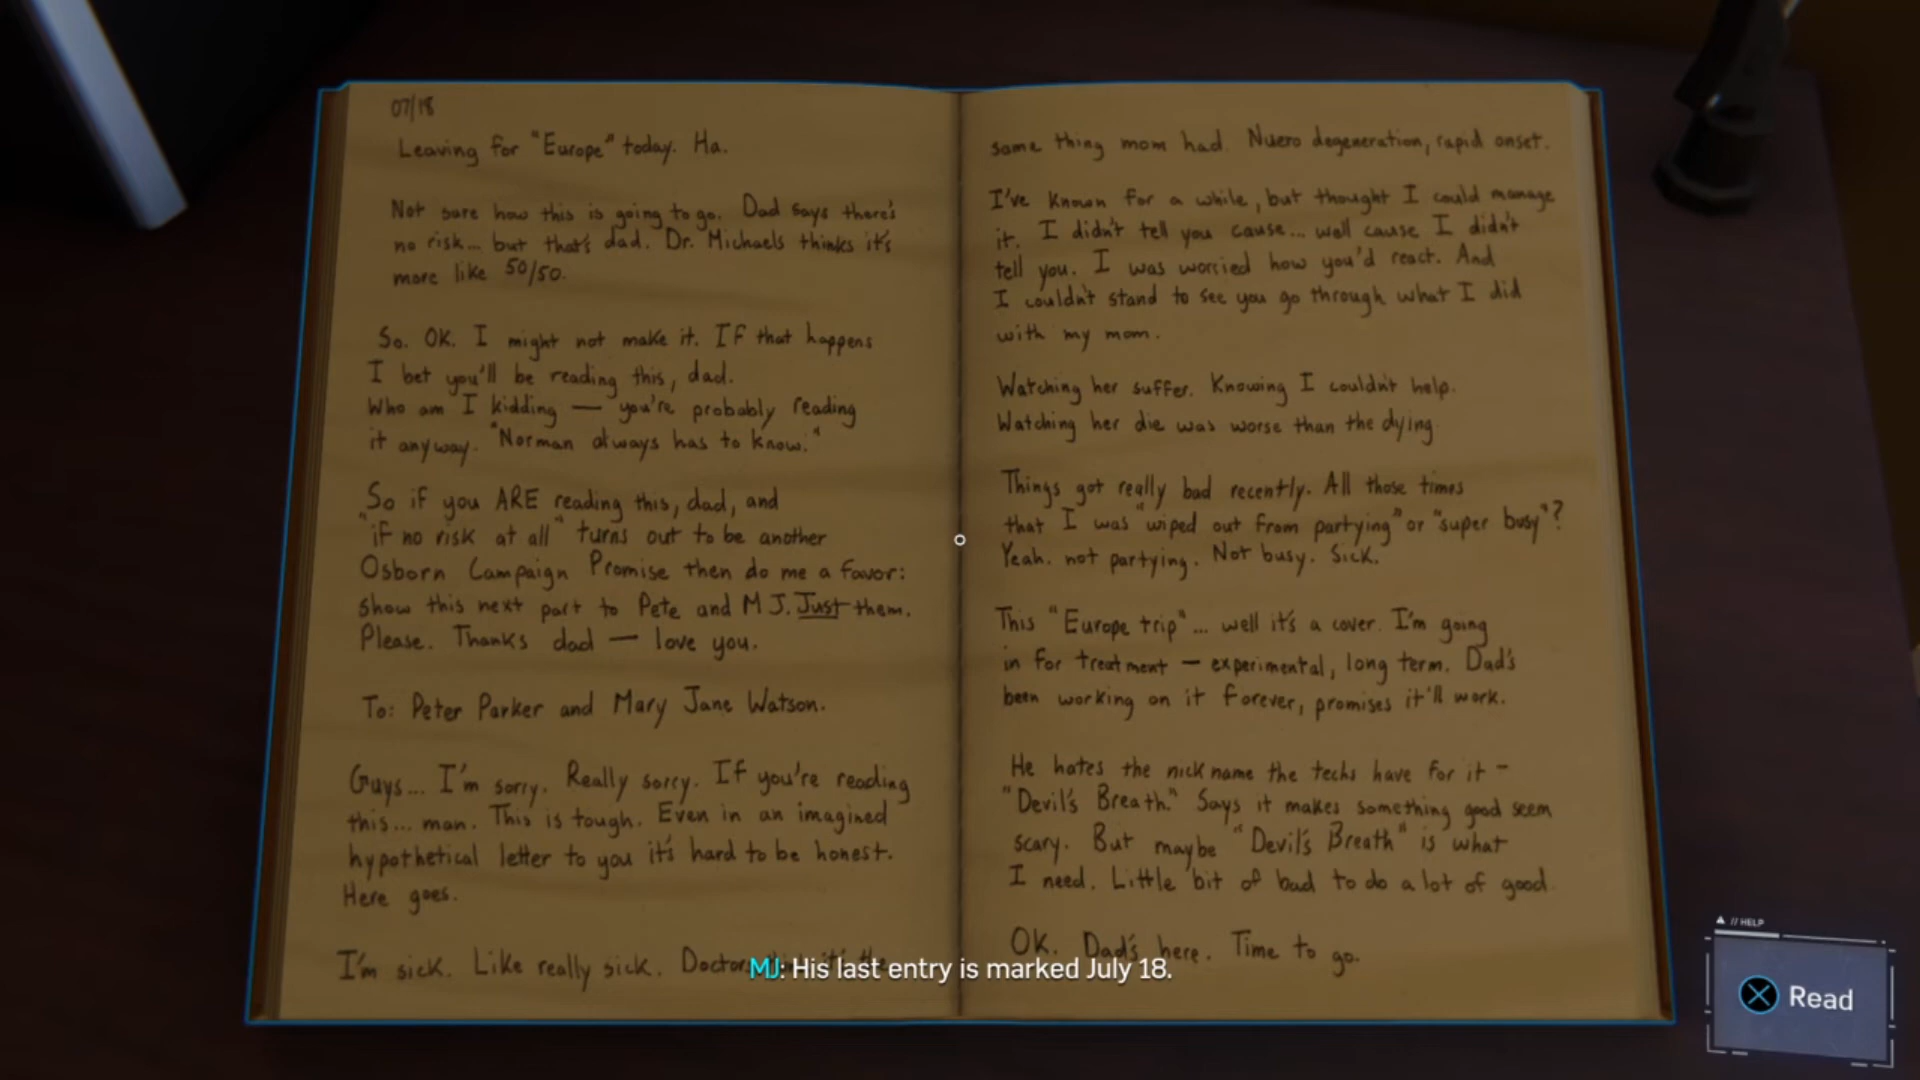 07/18
Leaving for "Europe" today. Ha.
Not sure how this is going to go. Dad says there's
no risk... but that's dad. Dr. Michaels thinks it's
more like 50/50.
So. OK. I might not make it. IF that happens
I bet you'll be reading this, dad.
Who am I kidding — you're probably reading
it anyway. "Norman always has to know."
So if you ARE reading this, dad, and
"if no risk at all" turns out to be another
Osborn Campaign Promise then do me a favor:
show this next part to Pete and MJ. Just them.
Please. Thanks dad — love you.
To: Peter Parker and Mary Jane Watson.
Guys... I'm sorry. Really sorry. If you're reading
this... man. This is tough. Even in an imagined
hypothetical letter to you it's hard to be honest.
Here goes.
I'm sick. Like really sick. Doctors it's the
same thing mom had. Nuero degeneration, rapid onset.
I've known for a while, but thought I could manage
it. I didn't tell you cause... well cause I didn't
tell you. I was worried how you'd react. And
I couldn't stand to see you go through what I did
with my mom.
Watching her suffer. Knowing I couldn't help.
Watching her die was worse than the dying.
Things got really bad recently. All those times
that I was "wiped out from partying" or "super busy"?
Yeah. not partying. Not busy. Sick.
This "Europe trip"... well it's a cover. I'm going
in for treatment — experimental, long term. Dad's
been working on it forever, promises it'll work.
He hates the nickname the techs have for it -
"Devil's Breath." Says it makes something good seem
scary. But maybe "Devil's Breath" is what
I need. Little bit of bad to do a lot of good.
OK. Dad's here. Time to go.
MJ: His last entry is marked July 18.
// HELP
Read